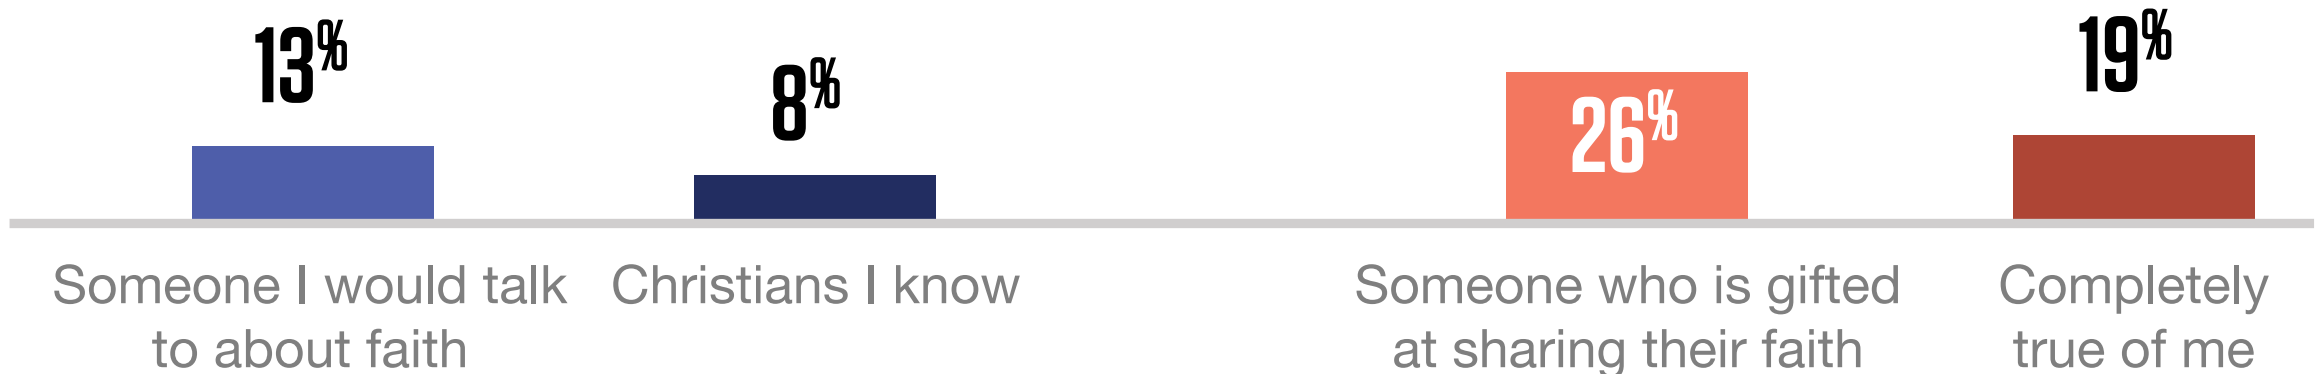 13%
8%
26%
19%
Someone I would talk
to about faith
Christians I know
Someone who is gifted
at sharing their faith
Completely
true of me